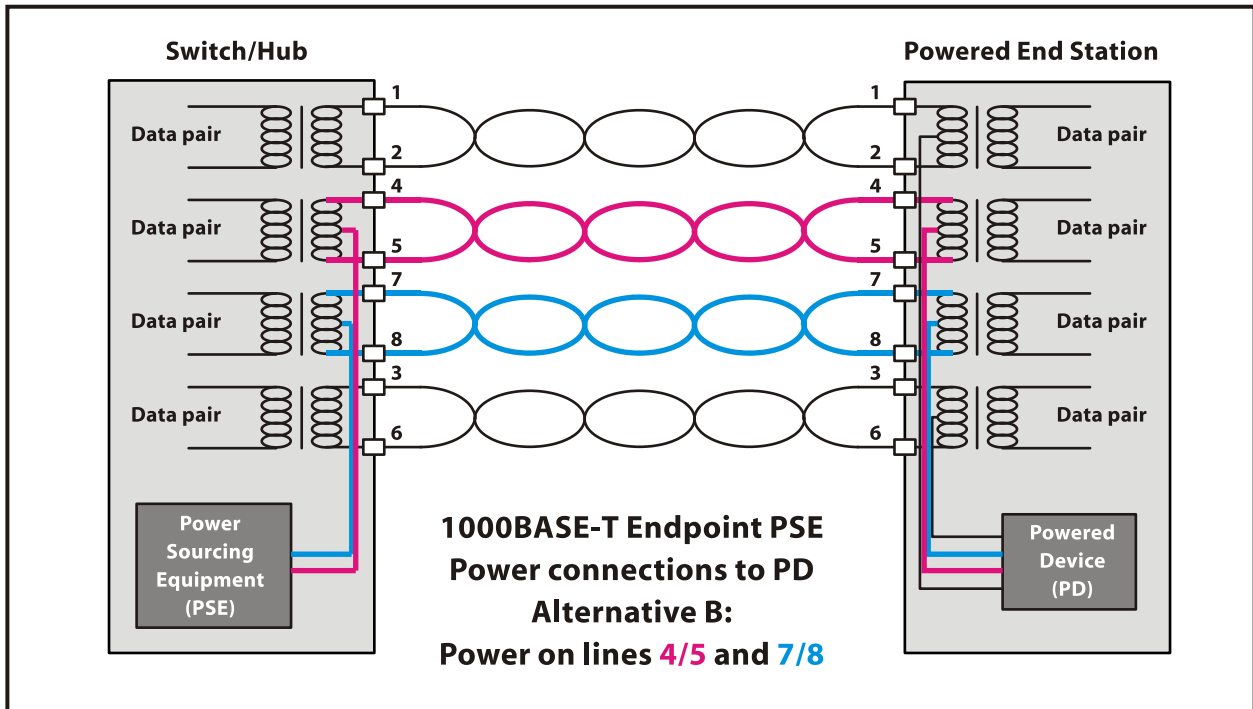 Switch/Hub
Powered End Station
1
1
Data pair
Data pair
2
2
4
4
Data pair
Data pair
5
5
7
7
Data pair
Data pair
8
8
3
3
Data pair
Data pair
6
6
Power
Sourcing
Equipment
(PSE)
1000BASE-T Endpoint PSE
Power connections to PD
Alternative B:
Power on lines 4/5 and 7/8
Powered
Device
(PD)